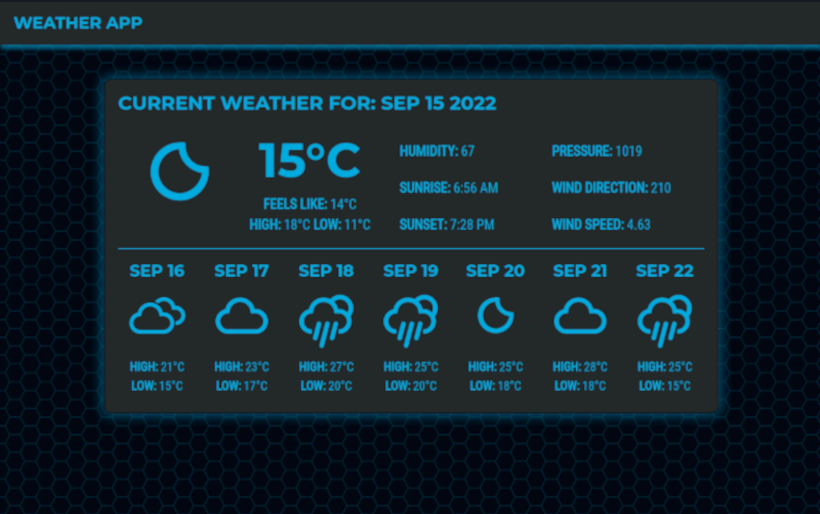 WEATHER APP
CURRENT WEATHER FOR: SEP 15 2022
15°C
FEELS LIKE: 14°C
HIGH: 18°C LOW: 11°C
HUMIDITY: 67
SUNRISE: 6:56 AM
SUNSET: 7:28 PM
PRESSURE: 1019
WIND DIRECTION: 210
WIND SPEED: 4.63
SEP 16
HIGH: 21°C
LOW: 15°C
SEP 17
HIGH: 23°C
LOW: 17°C
SEP 18
HIGH: 27°C
LOW: 20°C
SEP 19
HIGH: 25°C
LOW: 20°C
SEP 20
HIGH: 25°C
LOW: 18°C
SEP 21
HIGH: 28°C
LOW: 18°C
SEP 22
HIGH: 25°C
LOW: 15°C